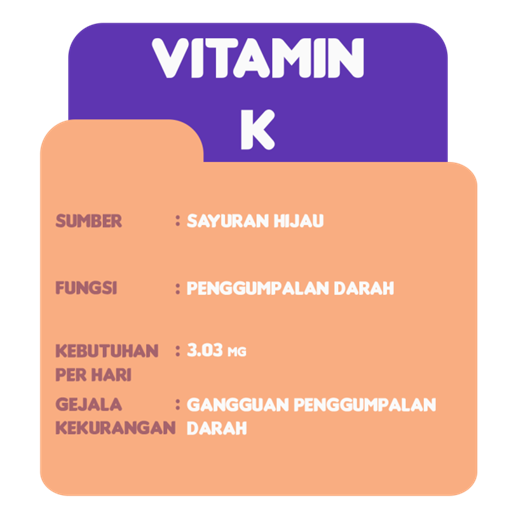 VITAMIN
K
SUMBER : SAYURAN HIJAU
FUNGSI : PENGGUMPALAN DARAH
KEBUTUHAN : 3.03 MG
PER HARI
GEJALA : GANGGUAN PENGGUMPALAN
KEKURANGAN DARAH